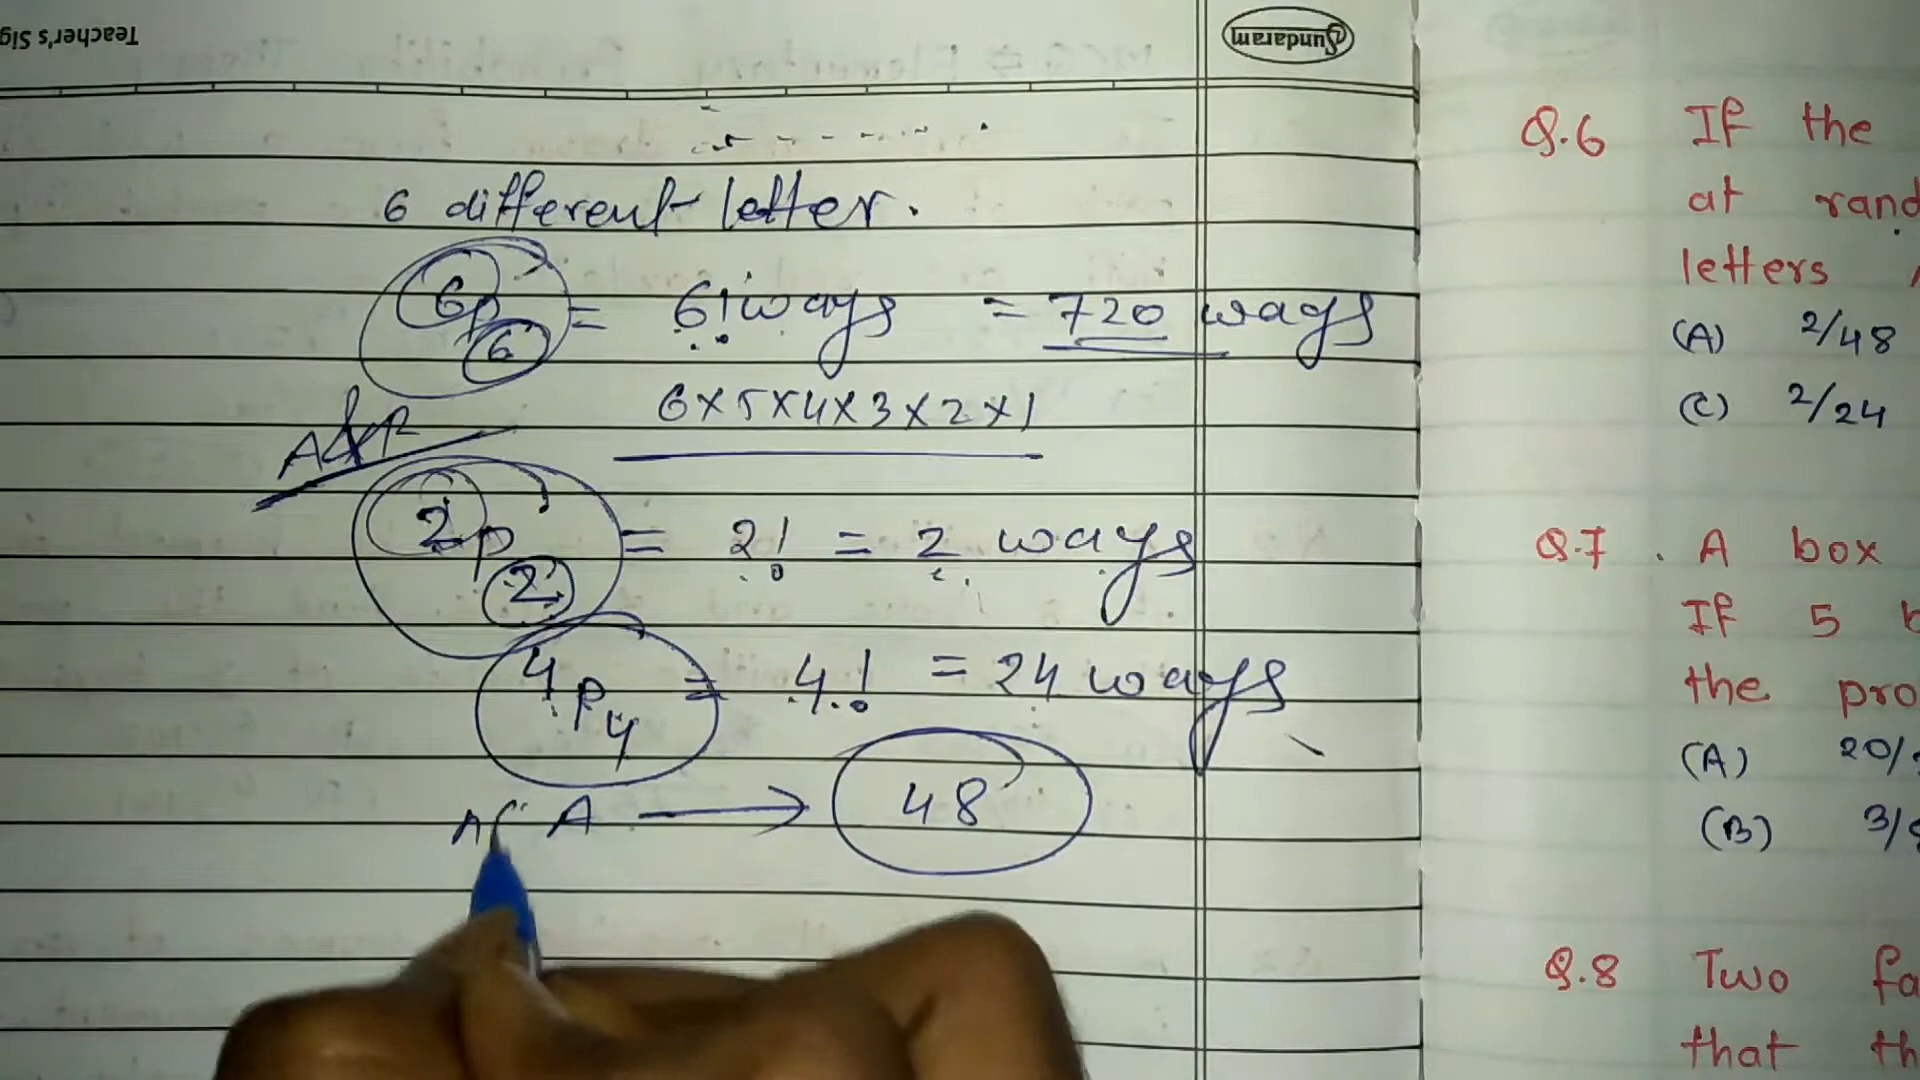 Teacher's Sig
Sundaram
6 different letter.
6P6 = 6! ways = 720 ways
6×5×4×3×2×1
2P2 = 2! = 2 ways
4P4 = 4! = 24 ways
A → 48
Q.6 If the
at rand
letters
(A) 2/48
(C) 2/24
Q.7. A box
If 5 b
the pro
(A) 20/
(B) 3/
Q.8 Two fa
that th